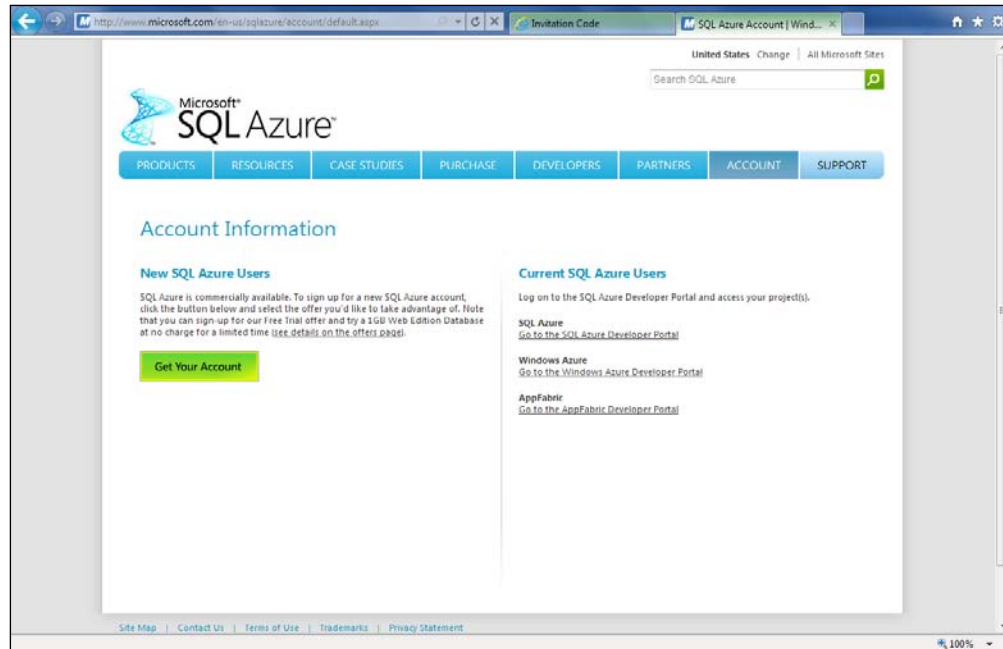 http://www.microsoft.com/en-us/sqlazure/account/default.aspx
Invitation Code
SQL Azure Account | Wind...
United States Change | All Microsoft Sites
Search SQL Azure
Microsoft®
SQL Azure™
PRODUCTS RESOURCES CASE STUDIES PURCHASE DEVELOPERS PARTNERS ACCOUNT SUPPORT
Account Information
New SQL Azure Users
SQL Azure is commercially available. To sign up for a new SQL Azure account,
click the button below and select the offer you'd like to take advantage of. Note
that you can sign-up for our Free Trial offer and try a 1GB Web Edition Database
at no charge for a limited time (see details on the offers page).
Get Your Account
Current SQL Azure Users
Log on to the SQL Azure Developer Portal and access your project(s).
SQL Azure
Go to the SQL Azure Developer Portal
Windows Azure
Go to the Windows Azure Developer Portal
AppFabric
Go to the AppFabric Developer Portal
Site Map | Contact Us | Terms of Use | Trademarks | Privacy Statement
100%